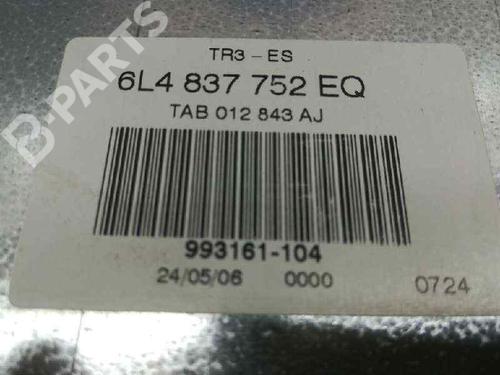 B-PARTS
TR3 - ES
6L4 837 752 EQ
TAB 012 843 AJ
993161-104
24/05/06 0000 0724